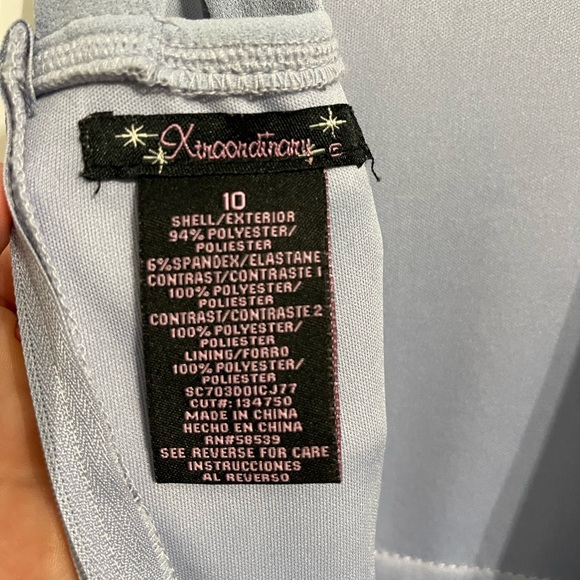 Xtraordinary ®
10
SHELL/EXTERIOR
94% POLYESTER/
POLIESTER
6% SPANDEX/ELASTANE
CONTRAST/CONTRASTE 1
100% POLYESTER/
POLIESTER
CONTRAST/CONTRASTE 2
100% POLYESTER/
POLIESTER
LINING/FORRO
100% POLYESTER/
POLIESTER
SC703D01CJ77
CUT#: 134750
MADE IN CHINA
HECHO EN CHINA
RN#58539
SEE REVERSE FOR CARE
INSTRUCCIONES
AL REVERSO